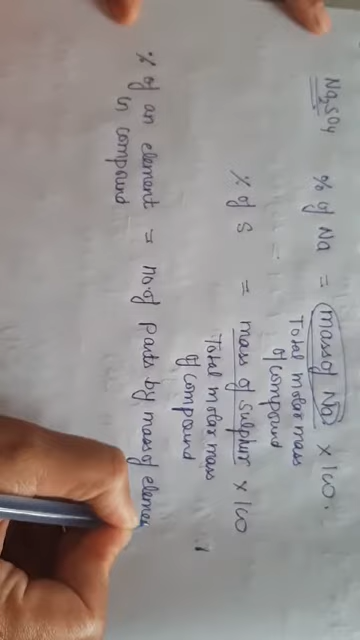 Na2SO4 % of Na = mass of Na × 100.
Total molar mass
of compound
% of S = mass of sulphur × 100
Total molar mass
of compound
% of an element = no. of parts by mass of elemen
in compound